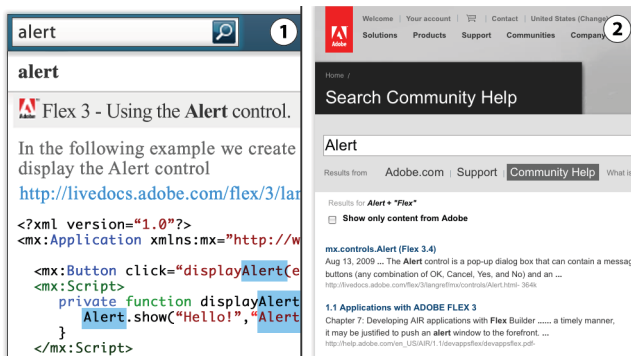 alert
1
alert
Adobe
Flex 3 - Using the Alert control.
In the following example we create
display the Alert control
http://livedocs.adobe.com/flex/3/lan
<?xml version="1.0"?>
<mx:Application xmlns:mx="http://w
<mx:Button click="displayAlert(e
<mx:Script>
private function displayAlert
Alert.show("Hello!","Alert
}
</mx:Script>
2
Adobe
Welcome | Your account | | Contact | United States (Change)
Solutions Products Support Communities Company
Home /
Search Community Help
Alert
Results from Adobe.com | Support | Community Help What is
Results for Alert + "Flex"
Show only content from Adobe
mx.controls.Alert (Flex 3.4)
Aug 13, 2009 ... The Alert control is a pop-up dialog box that can contain a messag
buttons (any combination of OK, Cancel, Yes, and No) and an ...
http://livedocs.adobe.com/flex/3/langref/mx/controls/Alert.html- 364k
1.1 Applications with ADOBE FLEX 3
Chapter 7: Developing AIR applications with Flex Builder ...... a timely manner,
it may be justified to push an alert window to the forefront. ...
http://help.adobe.com/en_US/AIR/1.1/devappsflex/devappsflex.pdf-